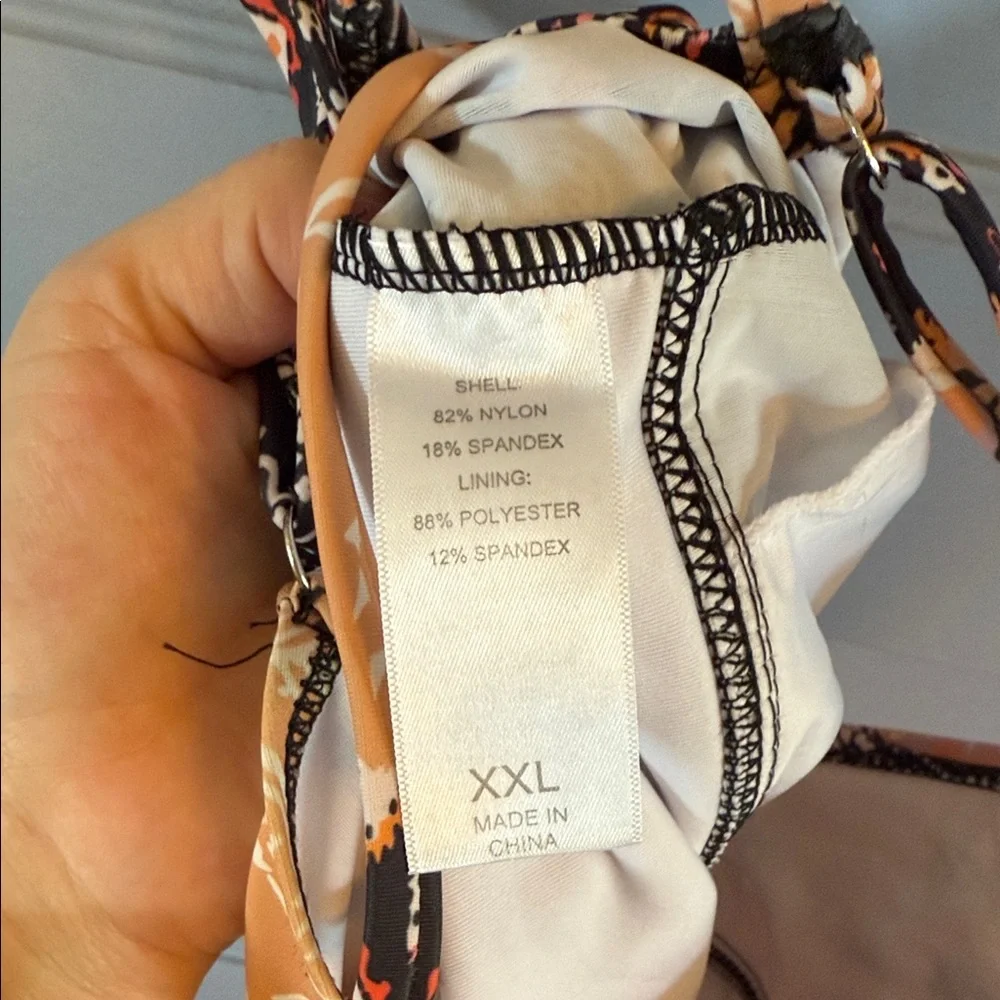 SHELL:
82% NYLON
18% SPANDEX
LINING:
88% POLYESTER
12% SPANDEX
XXL
MADE IN
CHINA